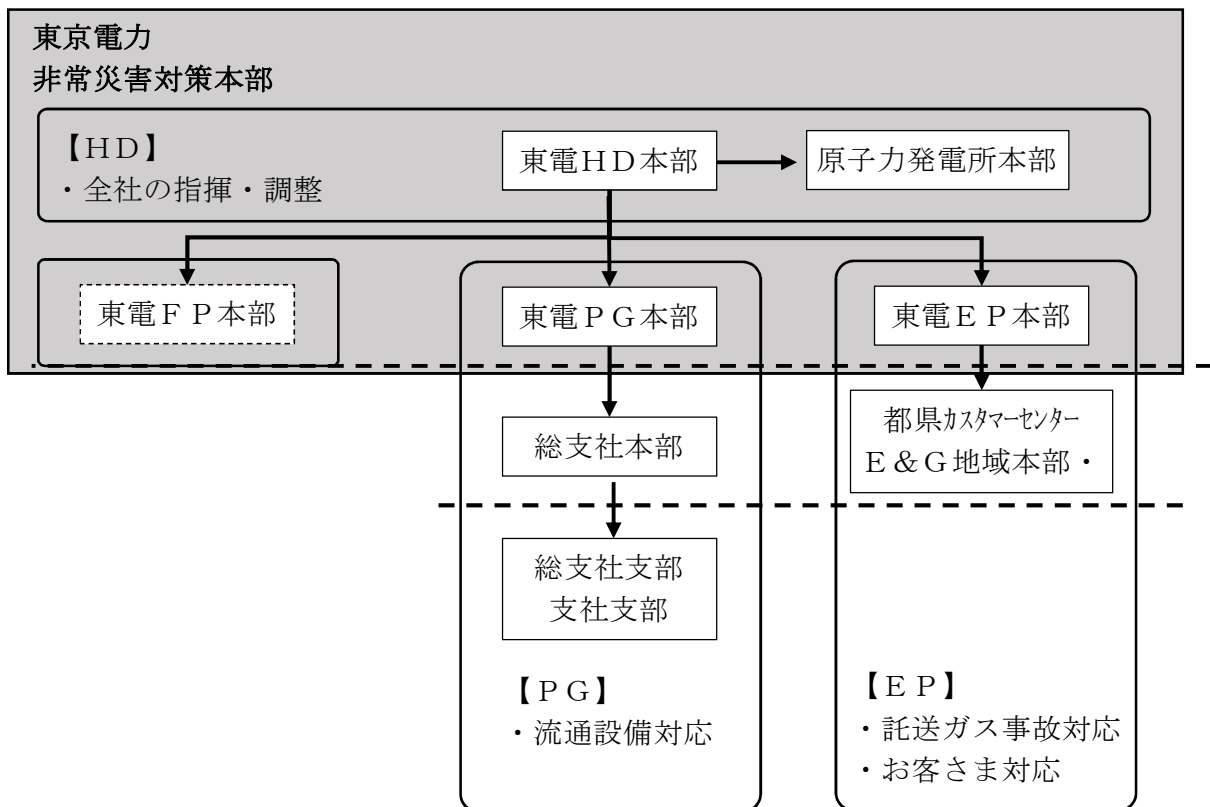 東京電力
非常災害対策本部
【ＨＤ】
・全社の指揮・調整
東電ＨＤ本部
原子力発電所本部
東電ＦＰ本部
東電ＰＧ本部
東電ＥＰ本部
総支社本部
都県ｶｽﾀﾏｰｾﾝﾀｰ
Ｅ＆Ｇ地域本部・
総支社支部
支社支部
【ＰＧ】
・流通設備対応
【ＥＰ】
・託送ガス事故対応
・お客さま対応